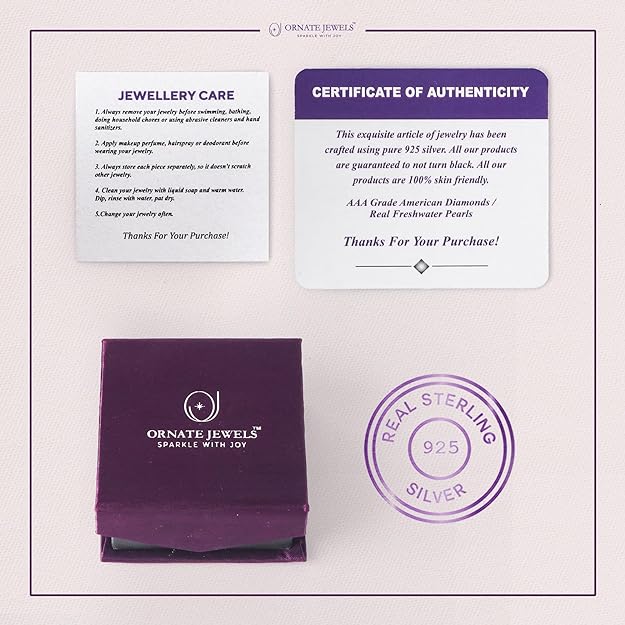 ORNATE JEWELS™
SPARKLE WITH JOY
JEWELLERY CARE
1. Always remove your jewelry before swimming, bathing,
doing household chores or using abrasive cleaners and hand
sanitizers.
2. Apply makeup perfume, hairspray or deodorant before
wearing your jewelry.
3. Always store each piece separately, so it doesn't scratch
other jewelry.
4. Clean your jewelry with liquid soap and warm water.
Dip, rinse with water, pat dry.
5.Change your jewelry often.
Thanks For Your Purchase!
CERTIFICATE OF AUTHENTICITY
This exquisite article of jewelry has been
crafted using pure 925 silver. All our products
are guaranteed to not turn black. All our
products are 100% skin friendly.
AAA Grade American Diamonds /
Real Freshwater Pearls
Thanks For Your Purchase!
ORNATE JEWELS™
SPARKLE WITH JOY
REAL STERLING
925
SILVER